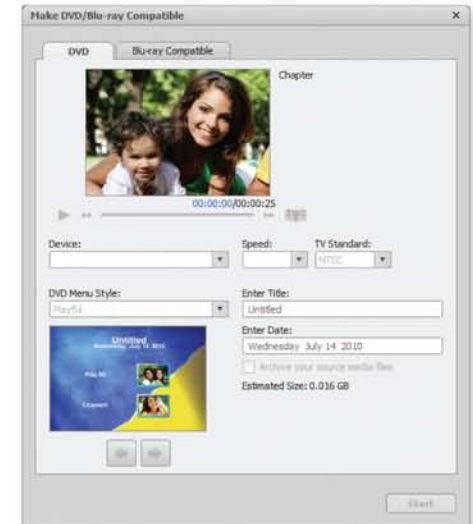 Make DVD/Blu-ray Compatible
DVD
Blu-ray Compatible
Chapter
00:00:00/00:00:25
Device:
Speed:
TV Standard:
NTSC
DVD Menu Style:
Playful
Enter Title:
Untitled
Enter Date:
Wednesday July 14 2010
Archive your source media files
Estimated Size: 0.016 GB
Untitled
Wednesday July 14 2010
Play All
Chapters
Start